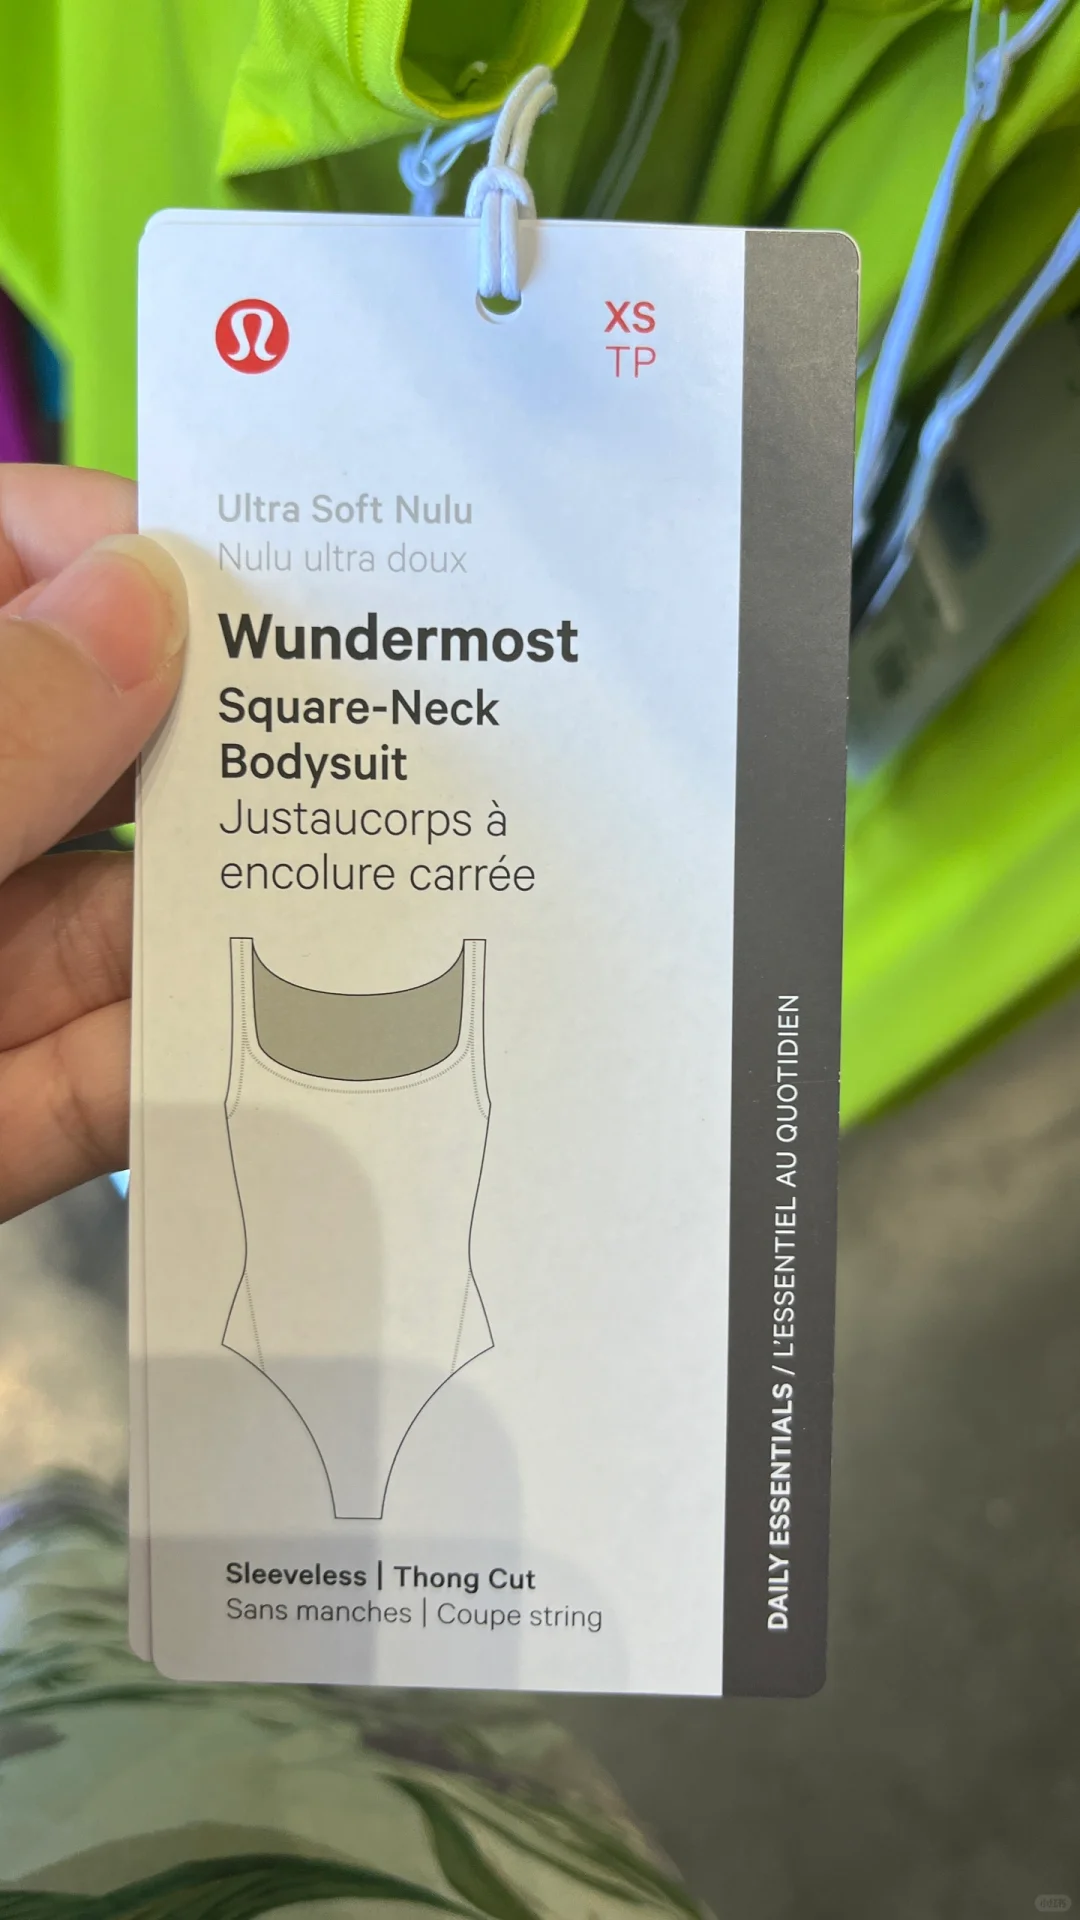 XS
TP
Ultra Soft Nulu
Nulu ultra doux
Wundermost
Square-Neck
Bodysuit
Justaucorps à
encolure carrée
Sleeveless | Thong Cut
Sans manches | Coupe string
DAILY ESSENTIALS / L'ESSENTIEL AU QUOTIDIEN